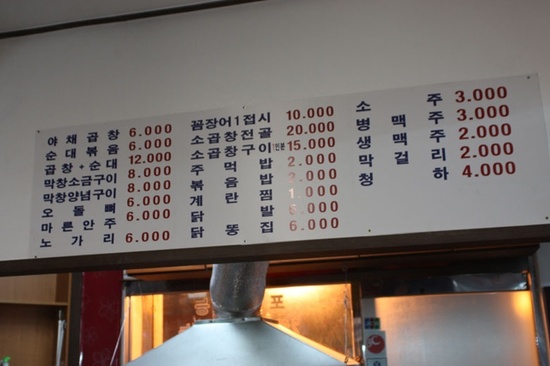 야채곱창 6.000
순대볶음 6.000
곱창+순대 12.000
막창소금구이 8.000
막창양념구이 8.000
오돌뼈 6.000
마른안주 6.000
노가리 6.000
꼼장어1접시 10.000
소곱창전골 20.000
소곱창구이1인분 15.000
주먹밥 2.000
볶음밥 2.000
계란찜 1.000
닭발 6.000
닭똥집 6.000
소주 3.000
병맥주 3.000
생맥주 2.000
막걸리 2.000
청하 4.000